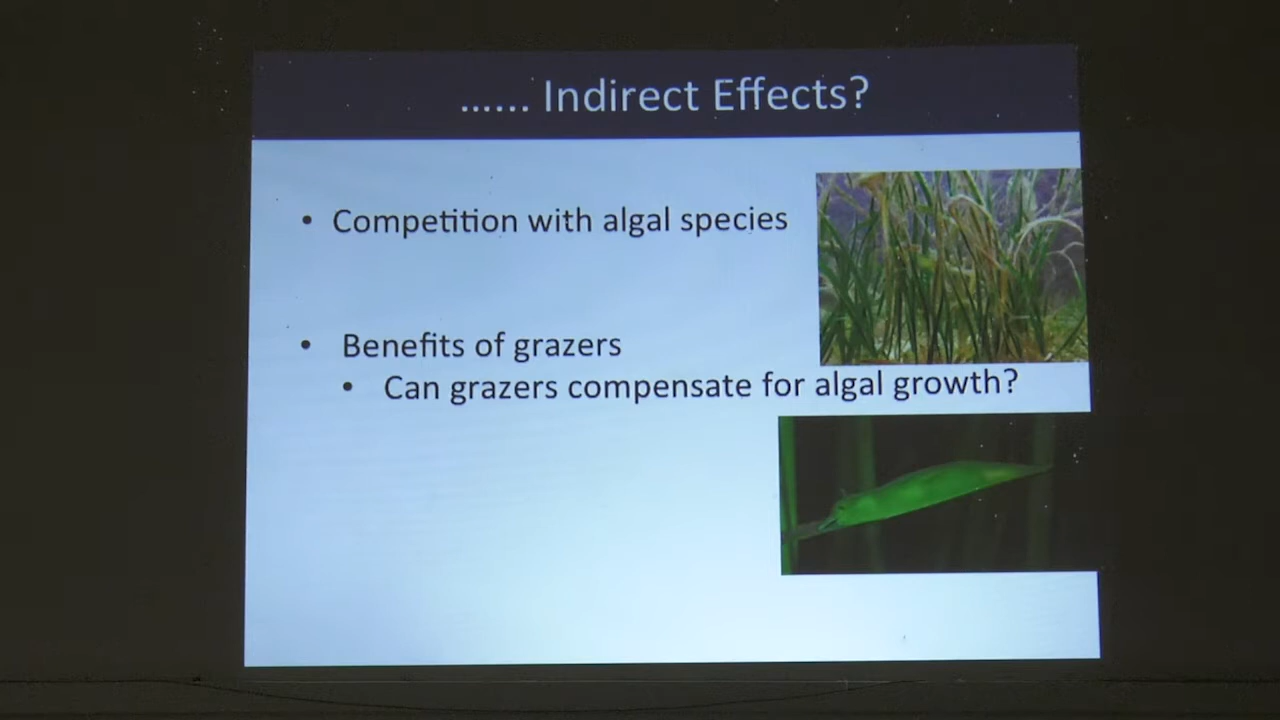 ...... Indirect Effects?
• Competition with algal species
• Benefits of grazers
• Can grazers compensate for algal growth?